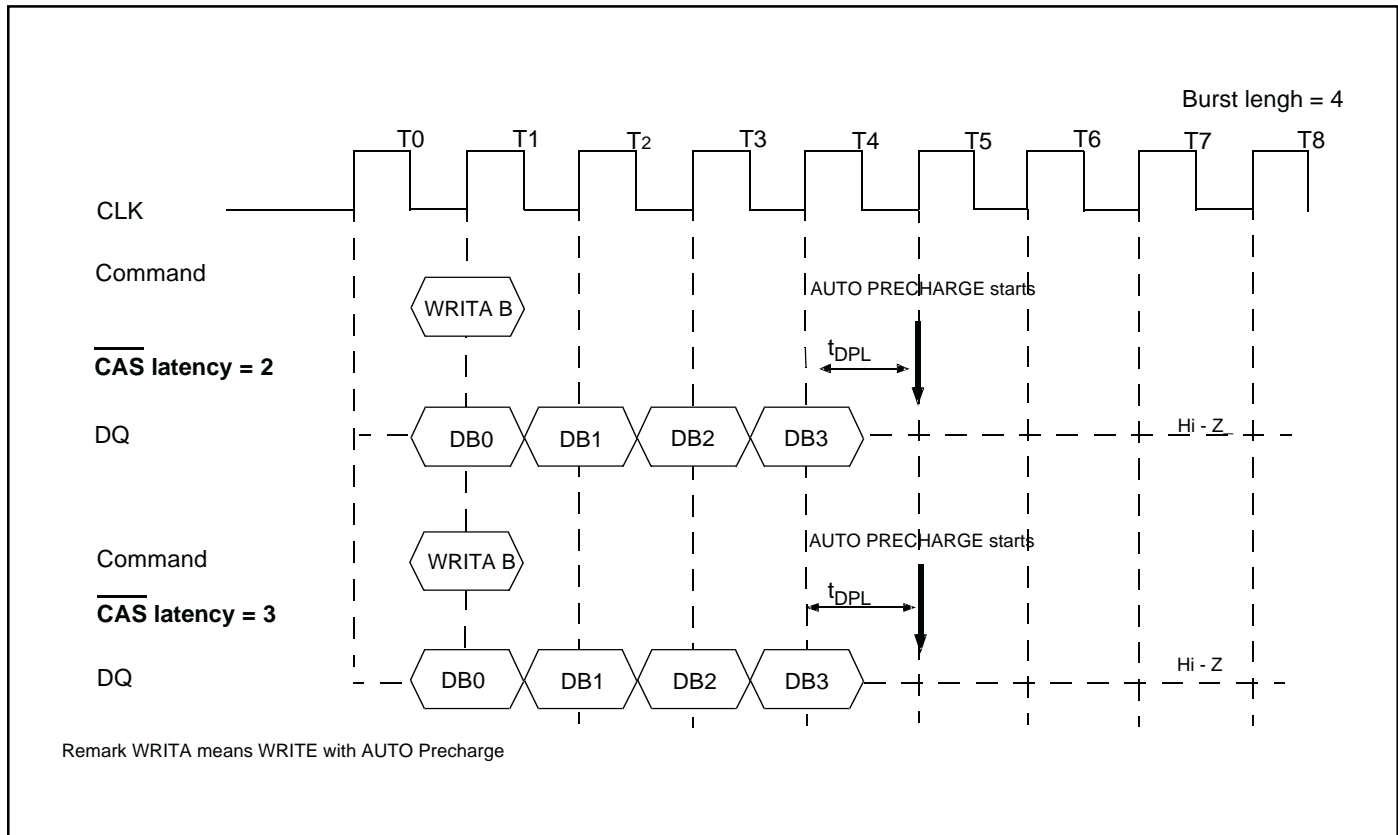 Burst lengh = 4
T0 T1 T2 T3 T4 T5 T6 T7 T8
CLK
Command
WRITA B
AUTO PRECHARGE starts
CAS latency = 2
tDPL
DQ
DB0 DB1 DB2 DB3
Hi - Z
Command
WRITA B
AUTO PRECHARGE starts
CAS latency = 3
tDPL
DQ
DB0 DB1 DB2 DB3
Hi - Z
Remark WRITA means WRITE with AUTO Precharge